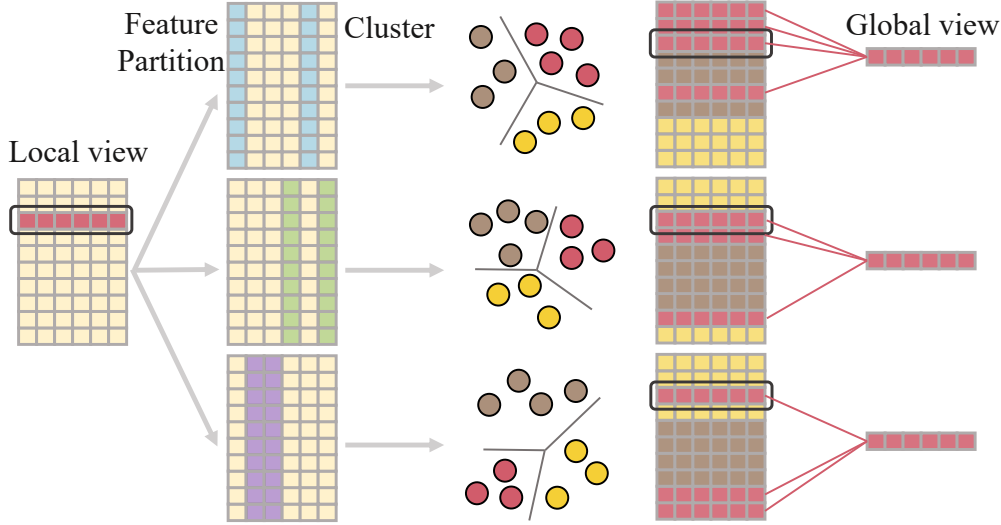 Feature
Partition
Cluster
Global view
Local view